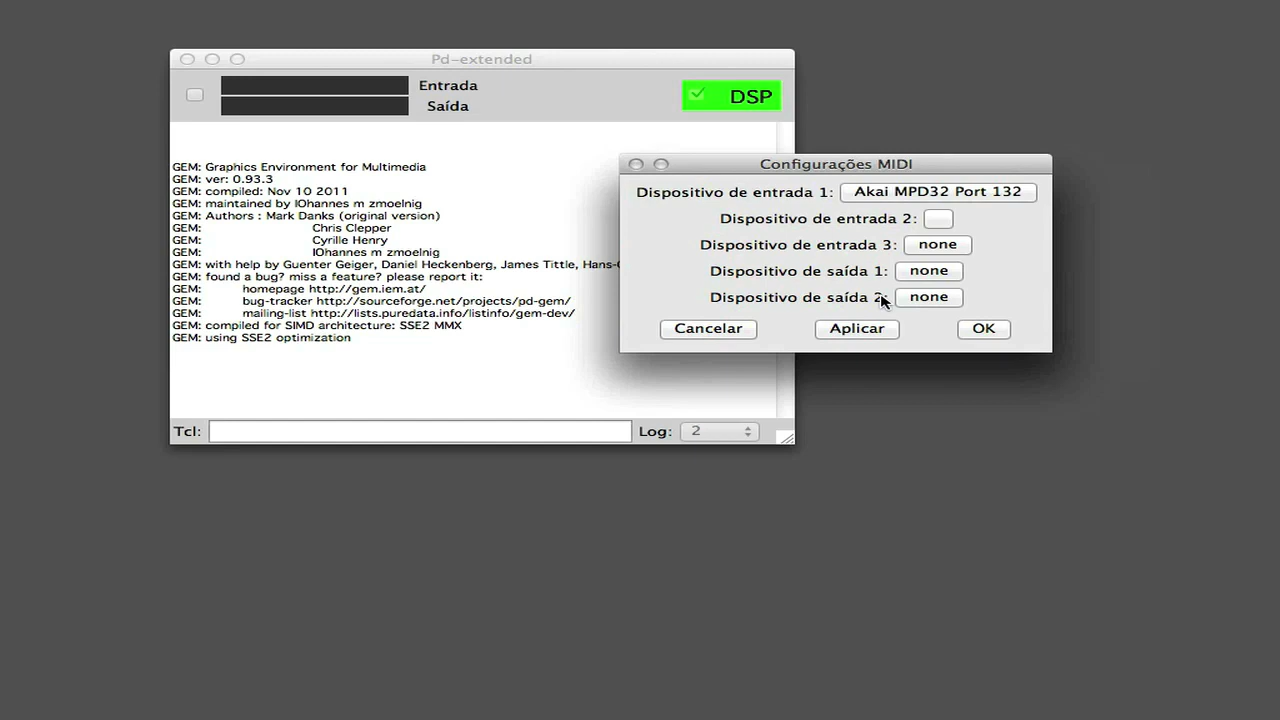 Pd-extended
Entrada
Saída
DSP
GEM: Graphics Environment for Multimedia
GEM: ver: 0.93.3
GEM: compiled: Nov 10 2011
GEM: maintained by IOhannes m zmoelnig
GEM: Authors : Mark Danks (original version)
GEM: Chris Clepper
GEM: Cyrille Henry
GEM: IOhannes m zmoelnig
GEM: with help by Guenter Geiger, Daniel Heckenberg, James Tittle, Hans-
GEM: found a bug? miss a feature? please report it:
GEM: homepage http://gem.iem.at/
GEM: bug-tracker http://sourceforge.net/projects/pd-gem/
GEM: mailing-list http://lists.puredata.info/listinfo/gem-dev/
GEM: compiled for SIMD architecture: SSE2 MMX
GEM: using SSE2 optimization
Tcl:
Log: 2
Configurações MIDI
Dispositivo de entrada 1: Akai MPD32 Port 132
Dispositivo de entrada 2:
Dispositivo de entrada 3: none
Dispositivo de saída 1: none
Dispositivo de saída 2: none
Cancelar Aplicar OK